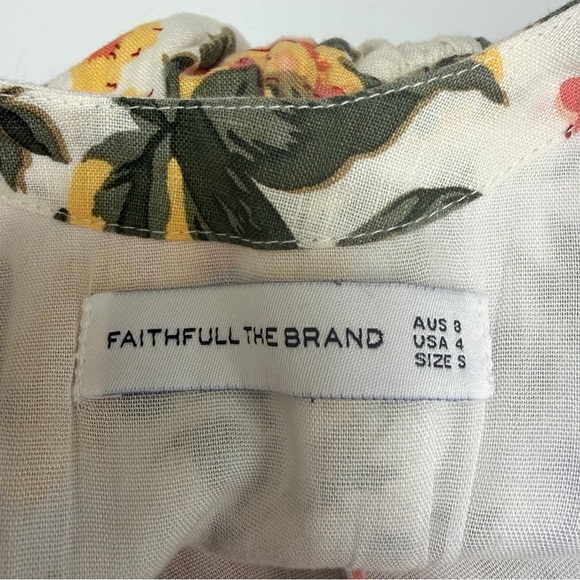 FAITHFULL THE BRAND
AUS 8
USA 4
SIZE S